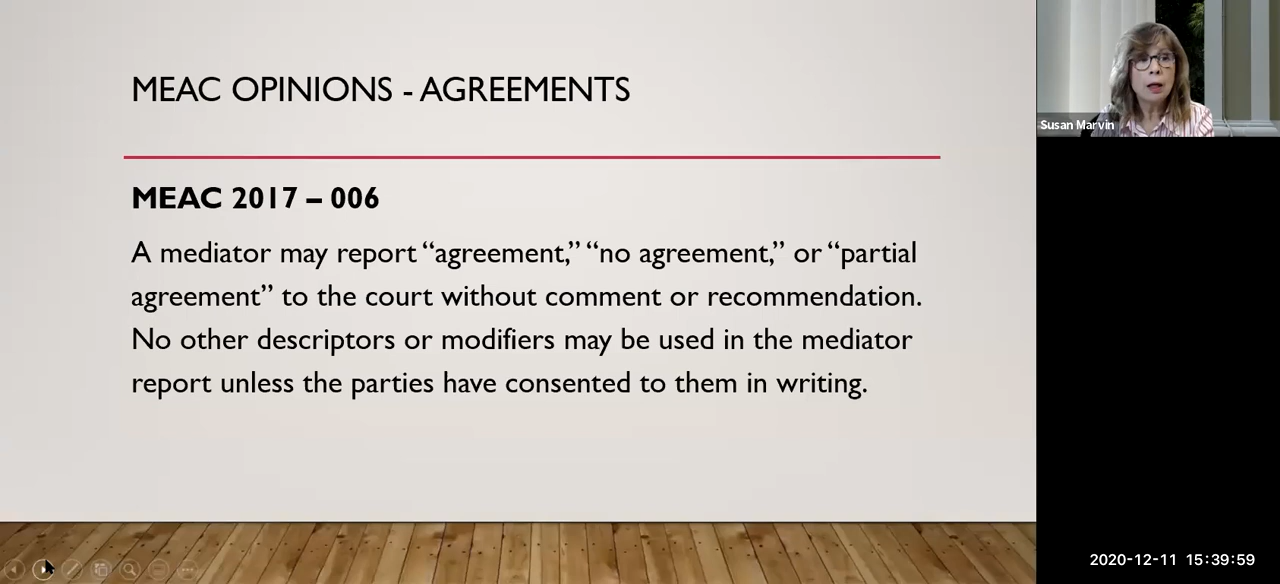 MEAC OPINIONS - AGREEMENTS
MEAC 2017 – 006
A mediator may report “agreement,” “no agreement,” or “partial
agreement” to the court without comment or recommendation.
No other descriptors or modifiers may be used in the mediator
report unless the parties have consented to them in writing.
Susan Marvin
2020-12-11 15:39:59